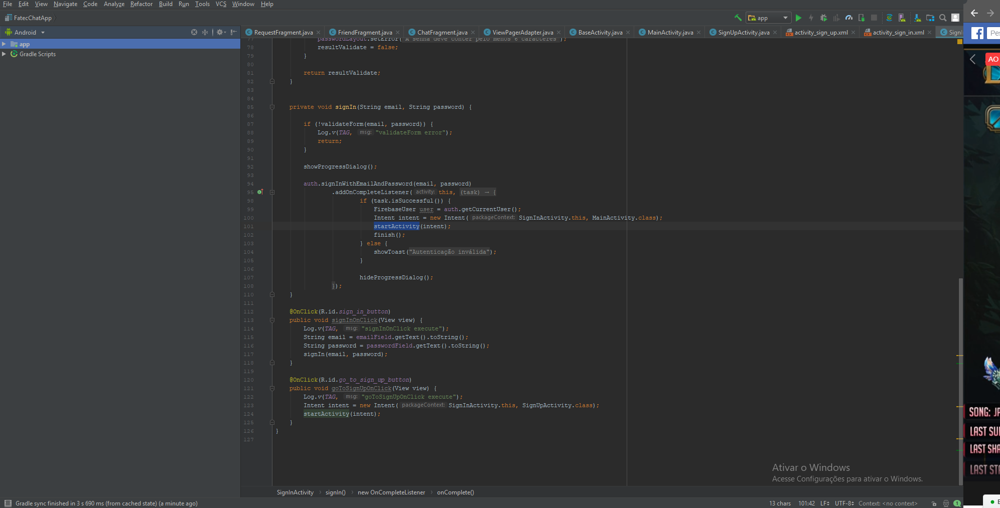 File Edit View Navigate Code Analyze Refactor Build Run Tools VCS Window Help
FatecChatApp
app
Android
RequestFragment.java FriendFragment.java ChatFragment.java ViewPagerAdapter.java BaseActivity.java MainActivity.java SignUpActivity.java activity_sign_up.xml activity_sign_in.xml SignI
Pes
app
Gradle Scripts
AO
77 passwordLayout.setError("A senha deve conter pelo menos 6 caracteres");
78 resultValidate = false;
79 }
80
81 return resultValidate;
82 }
83
84
85 private void signIn(String email, String password) {
86
87 if (!validateForm(email, password)) {
88 Log.v(TAG, msg: "validateForm error");
89 return;
90 }
91
92 showProgressDialog();
93
94 auth.signInWithEmailAndPassword(email, password)
95 .addOnCompleteListener( activity: this, (task) → {
98 if (task.isSuccessful()) {
99 FirebaseUser user = auth.getCurrentUser();
100 Intent intent = new Intent( packageContext: SignInActivity.this, MainActivity.class);
101 startActivity(intent);
102 finish();
103 } else {
104 showToast("Autenticação inválida");
105 }
106
107 hideProgressDialog();
108 });
110 }
111
112 @OnClick(R.id.sign_in_button)
113 public void signInOnClick(View view) {
114 Log.v(TAG, msg: "signInOnClick execute");
115 String email = emailField.getText().toString();
116 String password = passwordField.getText().toString();
117 signIn(email, password);
118 }
119
120 @OnClick(R.id.go_to_sign_up_button)
121 public void goToSignUpOnClick(View view) {
122 Log.v(TAG, msg: "goToSignUpOnClick execute");
123 Intent intent = new Intent( packageContext: SignInActivity.this, SignUpActivity.class);
124 startActivity(intent);
125 }
126 }
127
SONG: JP
LAST SU
LAST SHA
LAST STA
Ativar o Windows
Acesse Configurações para ativar o Windows.
SignInActivity signIn() new OnCompleteListener onComplete()
Gradle sync finished in 3 s 690 ms (from cached state) (a minute ago)
13 chars 101:42 LF UTF-8 Context: <no context> 1